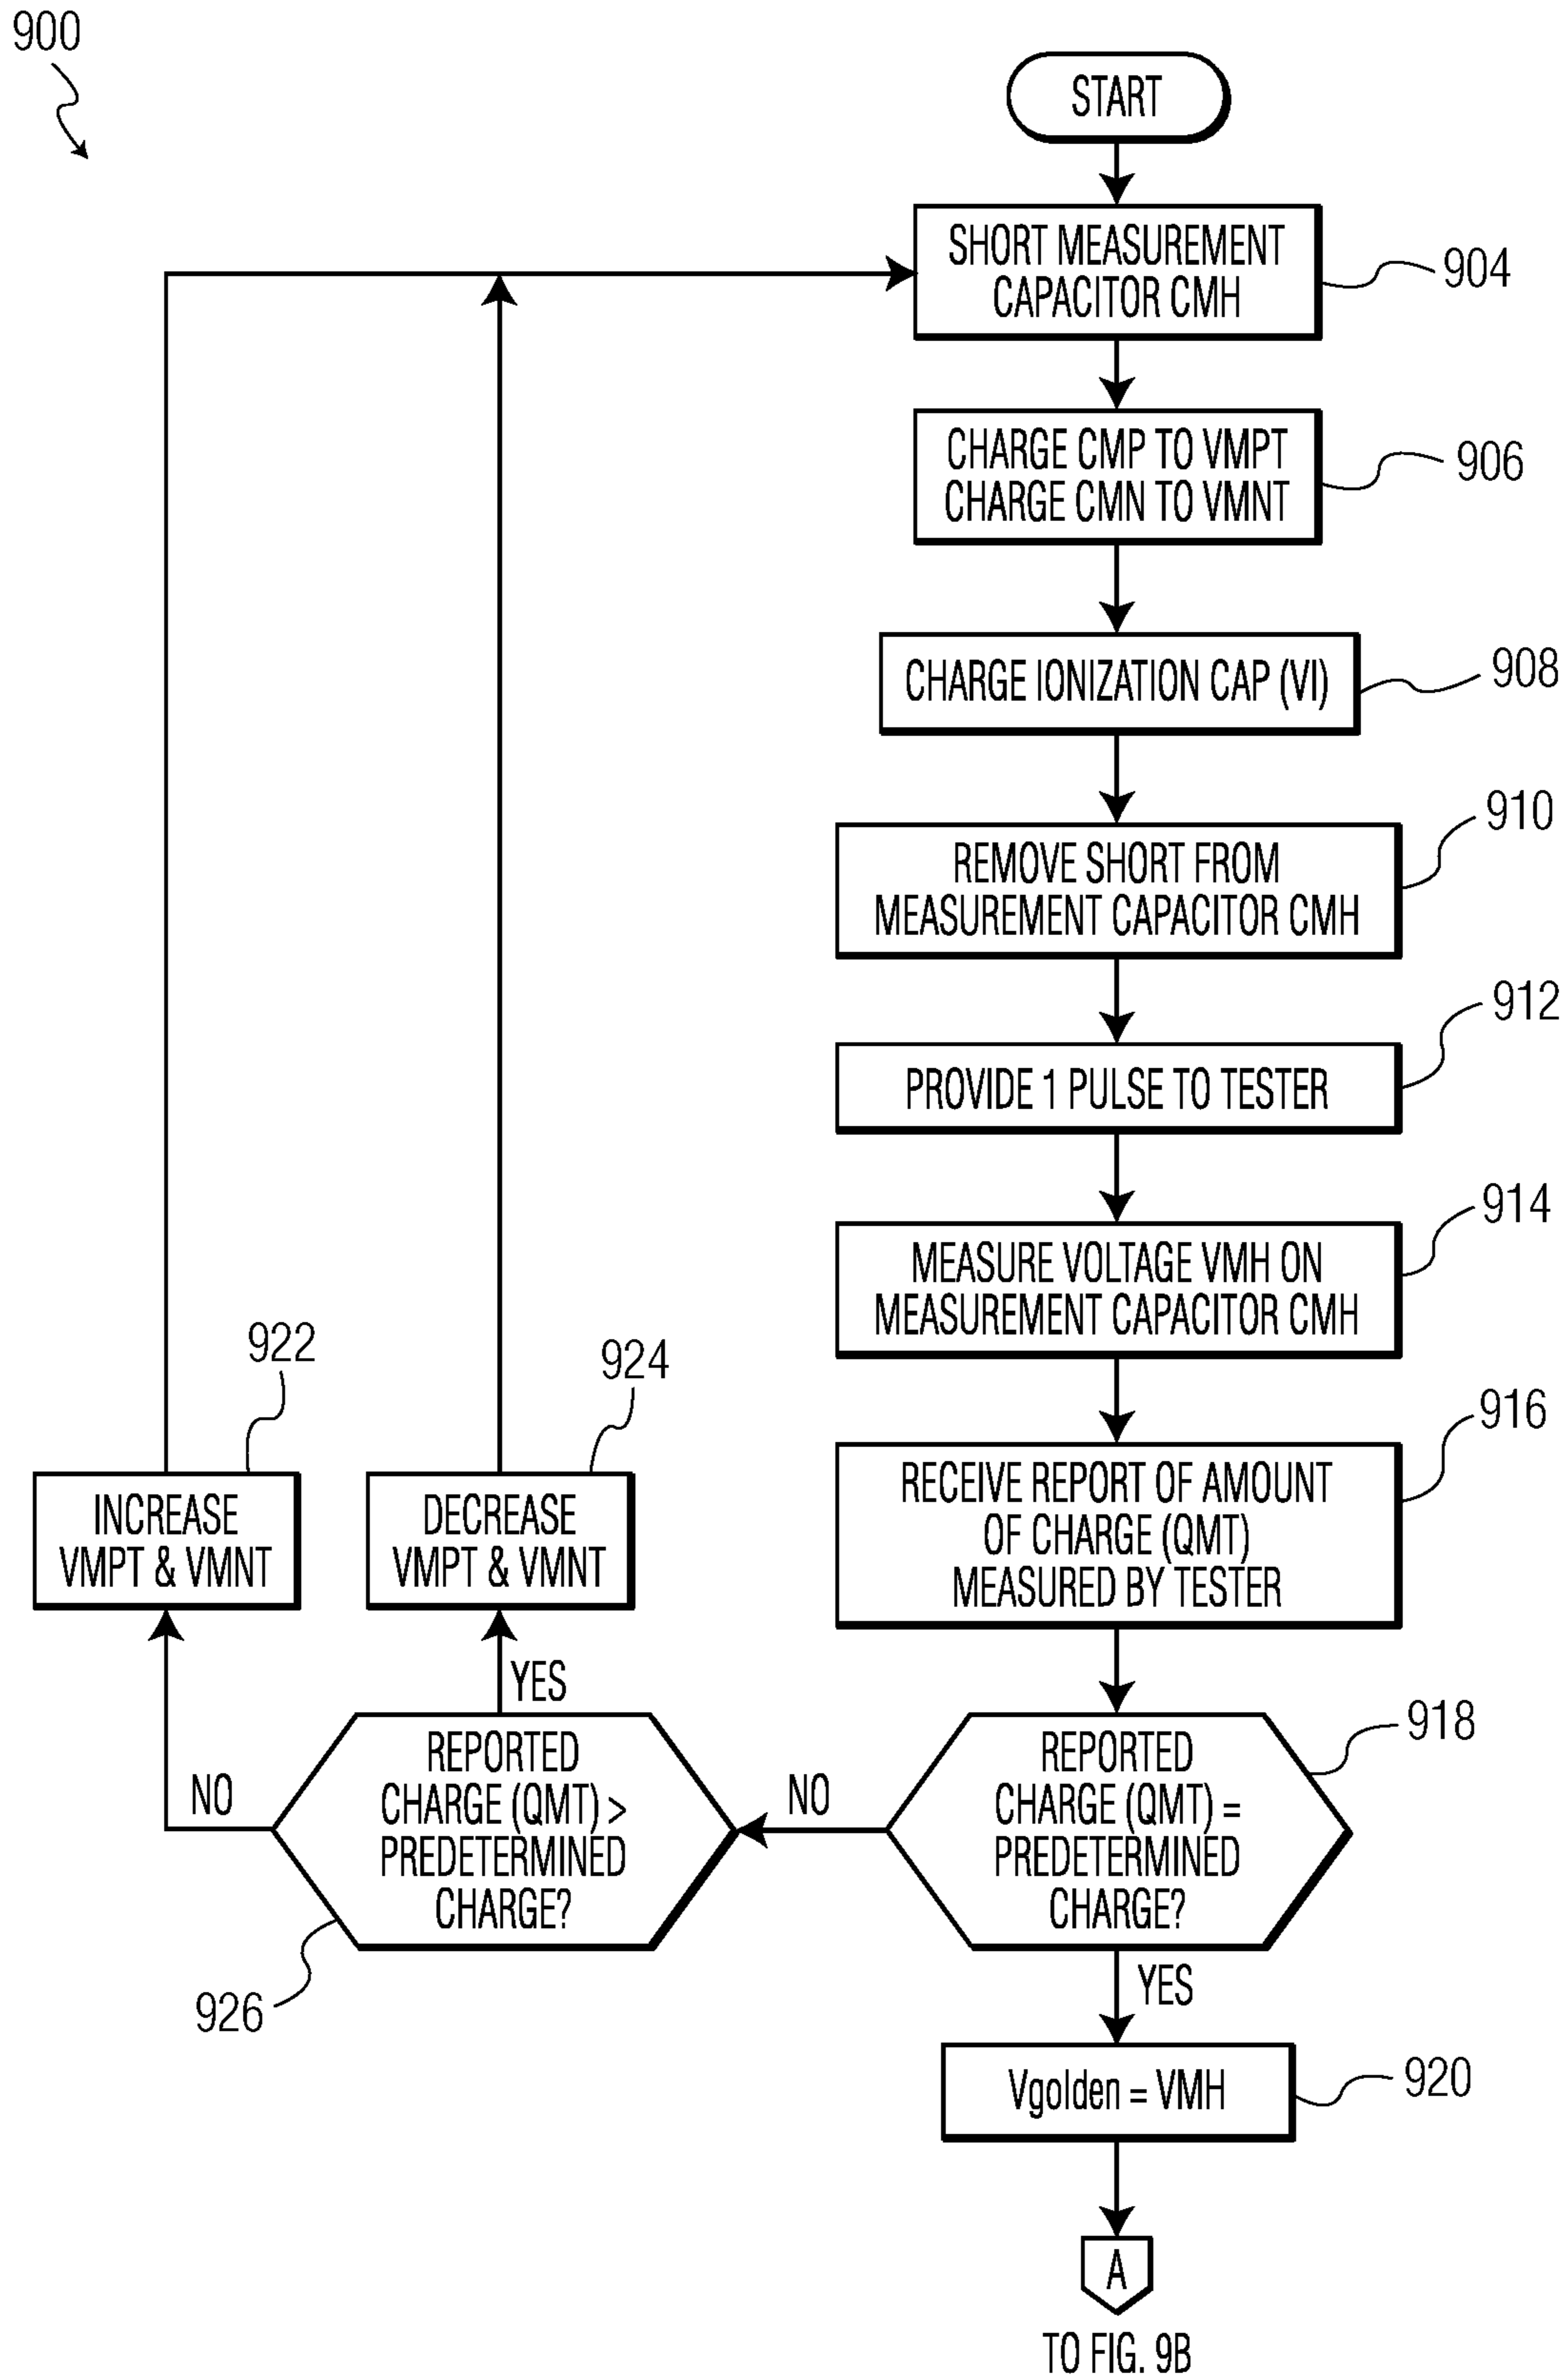 900
START
SHORT MEASUREMENT
CAPACITOR CMH
904
CHARGE CMP TO VMPT
CHARGE CMN TO VMNT
906
CHARGE IONIZATION CAP (VI)
908
REMOVE SHORT FROM
MEASUREMENT CAPACITOR CMH
910
PROVIDE 1 PULSE TO TESTER
912
MEASURE VOLTAGE VMH ON
MEASUREMENT CAPACITOR CMH
914
RECEIVE REPORT OF AMOUNT
OF CHARGE (QMT)
MEASURED BY TESTER
916
922
INCREASE
VMPT & VMNT
924
DECREASE
VMPT & VMNT
YES
NO
REPORTED
CHARGE (QMT) >
PREDETERMINED
CHARGE?
926
NO
REPORTED
CHARGE (QMT) =
PREDETERMINED
CHARGE?
918
YES
Vgolden = VMH
920
A
TO FIG. 9B